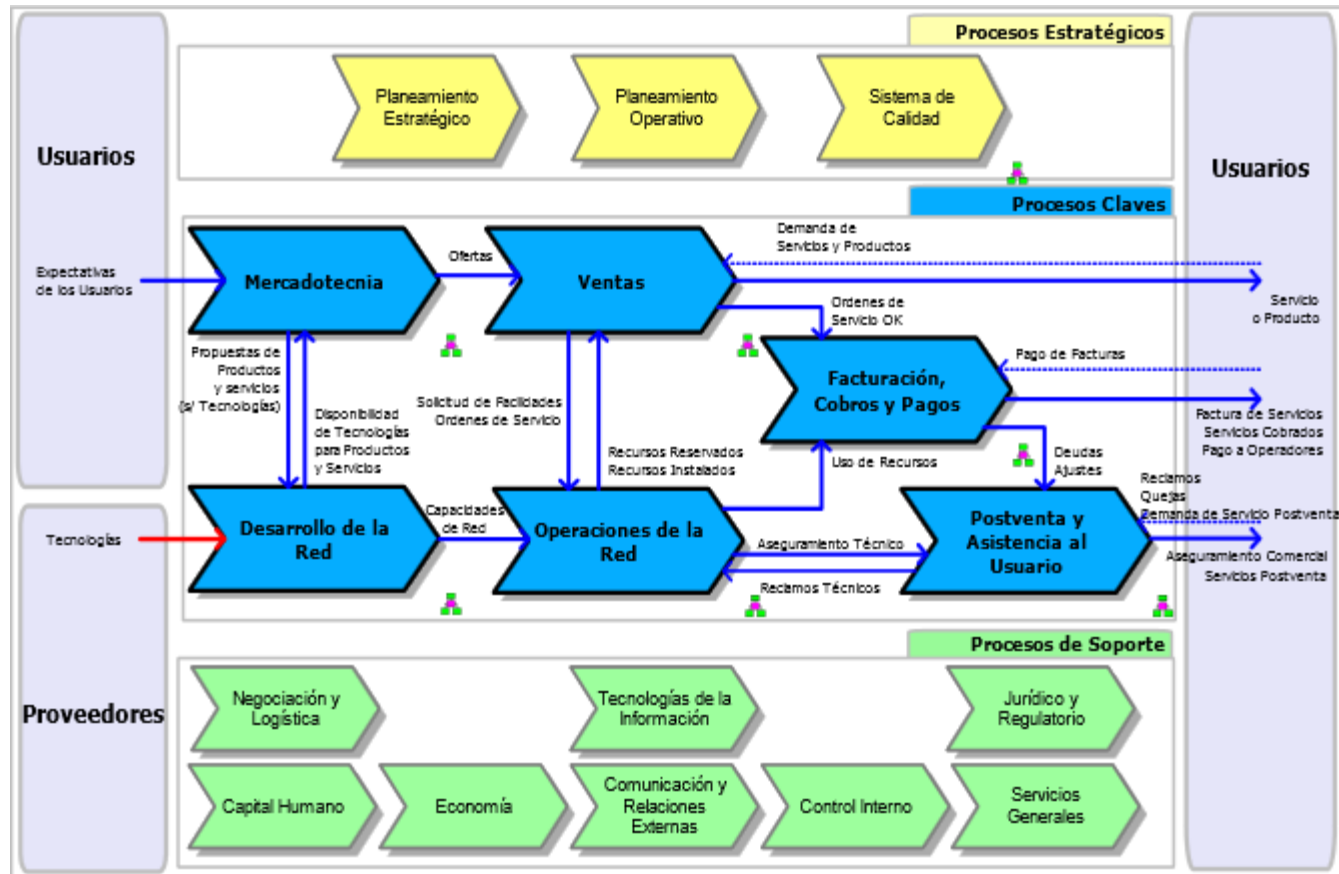 Procesos Estratégicos
Planeamiento
Estratégico
Planeamiento
Operativo
Sistema de
Calidad
Usuarios
Usuarios
Procesos Claves
Expectativas
de los Usuarios
Mercadotecnia
Ofertas
Ventas
Demanda de
Servicios y Productos
Servicio
o Producto
Ordenes de
Servicio OK
Propuestas de
Productos
y servicios
(s/ Tecnologías)
Disponibilidad
de Tecnologías
para Productos
y Servicios
Solicitud de Facilidades
Ordenes de Servicio
Recursos Reservados
Recursos Instalados
Facturación,
Cobros y Pagos
Pago de Facturas
Factura de Servicios
Servicios Cobrados
Pago a Operadores
Uso de Recursos
Deudas
Ajustes
Tecnologías
Desarrollo de la
Red
Capacidades
de Red
Operaciones de la
Red
Aseguramiento Técnico
Reclamos Técnicos
Postventa y
Asistencia al
Usuario
Reclamos
Quejas
Demanda de Servicio Postventa
Aseguramiento Comercial
Servicios Postventa
Proveedores
Procesos de Soporte
Negociación y
Logística
Tecnologías de la
Información
Jurídico y
Regulatorio
Capital Humano
Economía
Comunicación y
Relaciones
Externas
Control Interno
Servicios
Generales